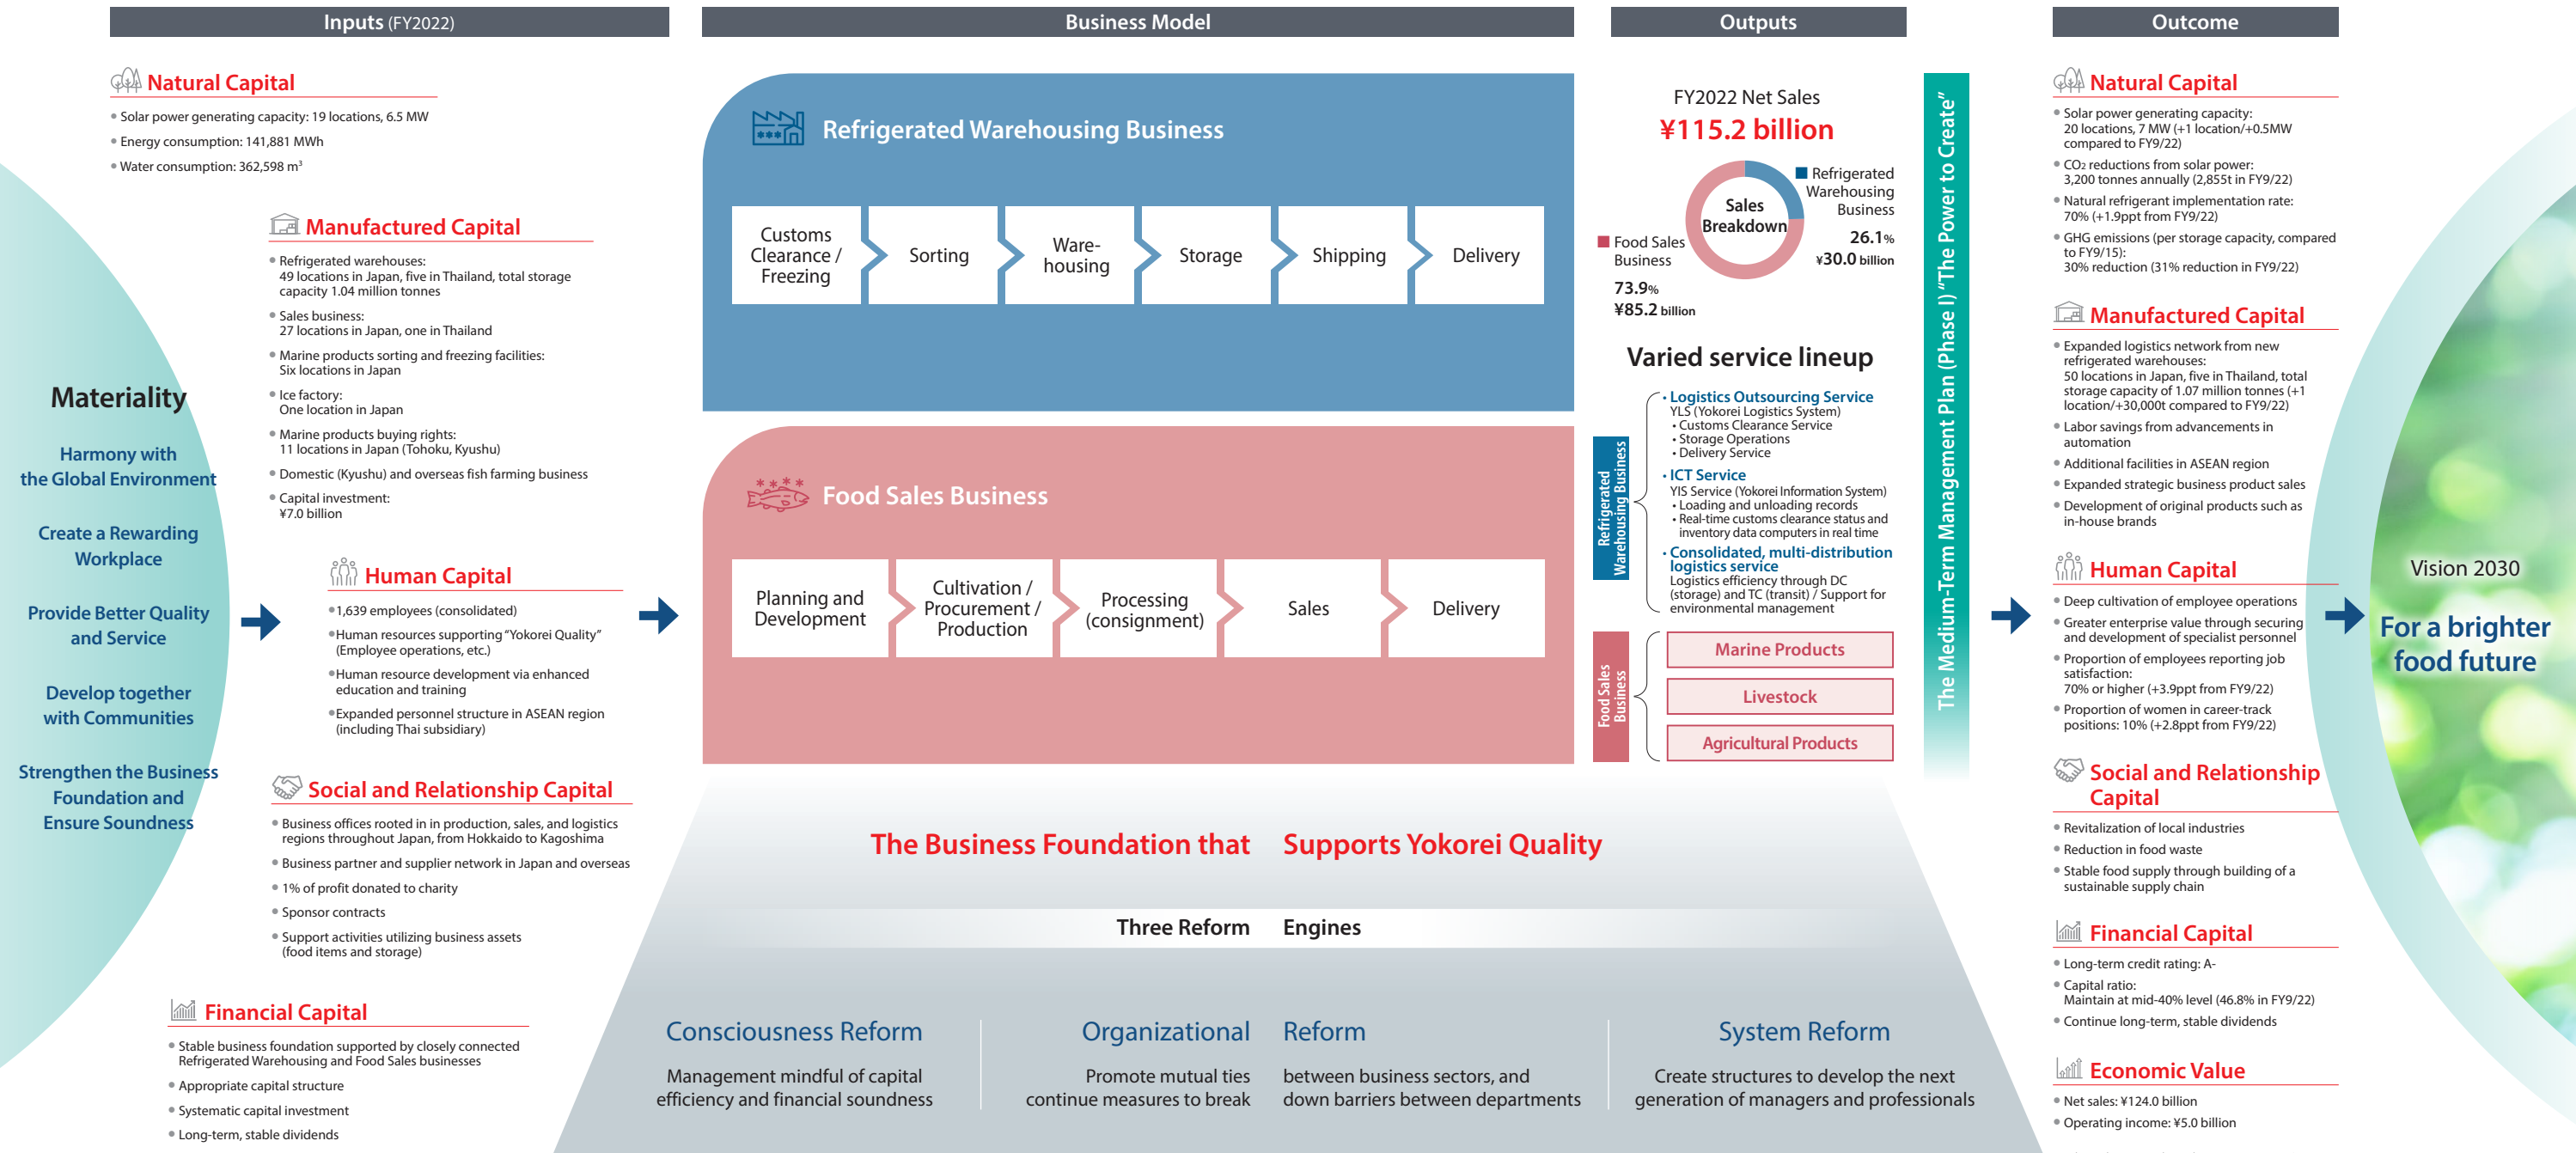 Inputs (FY2022)
Business Model
Outputs
Outcome
Materiality
Harmony with
the Global Environment
Create a Rewarding
Workplace
Provide Better Quality
and Service
Develop together
with Communities
Strengthen the Business
Foundation and
Ensure Soundness
Natural Capital
• Solar power generating capacity: 19 locations, 6.5 MW
• Energy consumption: 141,881 MWh
• Water consumption: 362,598 m³
Manufactured Capital
• Refrigerated warehouses:
49 locations in Japan, five in Thailand, total storage
capacity 1.04 million tonnes
• Sales business:
27 locations in Japan, one in Thailand
• Marine products sorting and freezing facilities:
Six locations in Japan
• Ice factory:
One location in Japan
• Marine products buying rights:
11 locations in Japan (Tohoku, Kyushu)
• Domestic (Kyushu) and overseas fish farming business
• Capital investment:
¥7.0 billion
Human Capital
• 1,639 employees (consolidated)
• Human resources supporting “Yokorei Quality”
(Employee operations, etc.)
• Human resource development via enhanced
education and training
• Expanded personnel structure in ASEAN region
(including Thai subsidiary)
Social and Relationship Capital
• Business offices rooted in in production, sales, and logistics
regions throughout Japan, from Hokkaido to Kagoshima
• Business partner and supplier network in Japan and overseas
• 1% of profit donated to charity
• Sponsor contracts
• Support activities utilizing business assets
(food items and storage)
Financial Capital
• Stable business foundation supported by closely connected
Refrigerated Warehousing and Food Sales businesses
• Appropriate capital structure
• Systematic capital investment
• Long-term, stable dividends
Refrigerated Warehousing Business
Customs
Clearance /
Freezing
Sorting
Ware-
housing
Storage
Shipping
Delivery
Food Sales Business
Planning and
Development
Cultivation /
Procurement /
Production
Processing
(consignment)
Sales
Delivery
FY2022 Net Sales
¥115.2 billion
Sales
Breakdown
Refrigerated
Warehousing
Business
26.1%
¥30.0 billion
Food Sales
Business
73.9%
¥85.2 billion
Varied service lineup
Refrigerated
Warehousing Business
• Logistics Outsourcing Service
YLS (Yokorei Logistics System)
• Customs Clearance Service
• Storage Operations
• Delivery Service
• ICT Service
YIS Service (Yokorei Information System)
• Loading and unloading records
• Real-time customs clearance status and
inventory data computers in real time
• Consolidated, multi-distribution
logistics service
Logistics efficiency through DC
(storage) and TC (transit) / Support for
environmental management
Food Sales
Business
Marine Products
Livestock
Agricultural Products
The Medium-Term Management Plan (Phase I) “The Power to Create”
The Business Foundation that Supports Yokorei Quality
Three Reform Engines
Consciousness Reform
Management mindful of capital
efficiency and financial soundness
Organizational Reform
Promote mutual ties between business sectors, and
continue measures to break down barriers between departments
System Reform
Create structures to develop the next
generation of managers and professionals
Natural Capital
• Solar power generating capacity:
20 locations, 7 MW (+1 location/+0.5MW
compared to FY9/22)
• CO2 reductions from solar power:
3,200 tonnes annually (2,855t in FY9/22)
• Natural refrigerant implementation rate:
70% (+1.9ppt from FY9/22)
• GHG emissions (per storage capacity, compared
to FY9/15):
30% reduction (31% reduction in FY9/22)
Manufactured Capital
• Expanded logistics network from new
refrigerated warehouses:
50 locations in Japan, five in Thailand, total
storage capacity of 1.07 million tonnes (+1
location/+30,000t compared to FY9/22)
• Labor savings from advancements in
automation
• Additional facilities in ASEAN region
• Expanded strategic business product sales
• Development of original products such as
in-house brands
Human Capital
• Deep cultivation of employee operations
• Greater enterprise value through securing
and development of specialist personnel
• Proportion of employees reporting job
satisfaction:
70% or higher (+3.9ppt from FY9/22)
• Proportion of women in career-track
positions: 10% (+2.8ppt from FY9/22)
Social and Relationship
Capital
• Revitalization of local industries
• Reduction in food waste
• Stable food supply through building of a
sustainable supply chain
Financial Capital
• Long-term credit rating: A-
• Capital ratio:
Maintain at mid-40% level (46.8% in FY9/22)
• Continue long-term, stable dividends
Economic Value
• Net sales: ¥124.0 billion
• Operating income: ¥5.0 billion
Vision 2030
For a brighter
food future